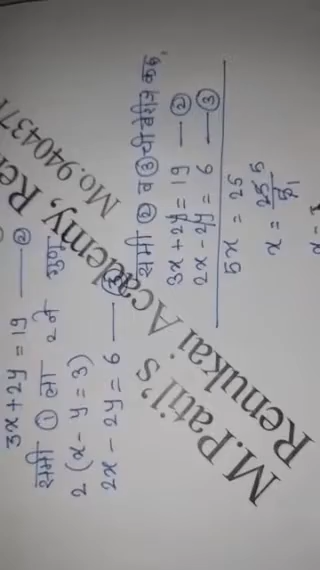 3x + 2y = 19 —②
समी ① ला 2 ने गुणू
2 (x - y = 3)
2x - 2y = 6 —③
समी ② व ③ ची बेरीज करू,
3x + 2y = 19 —②
2x - 2y = 6 —③
5x = 25
x = 25/5
M.Patil's
Renukai Academy,
Mo.940437